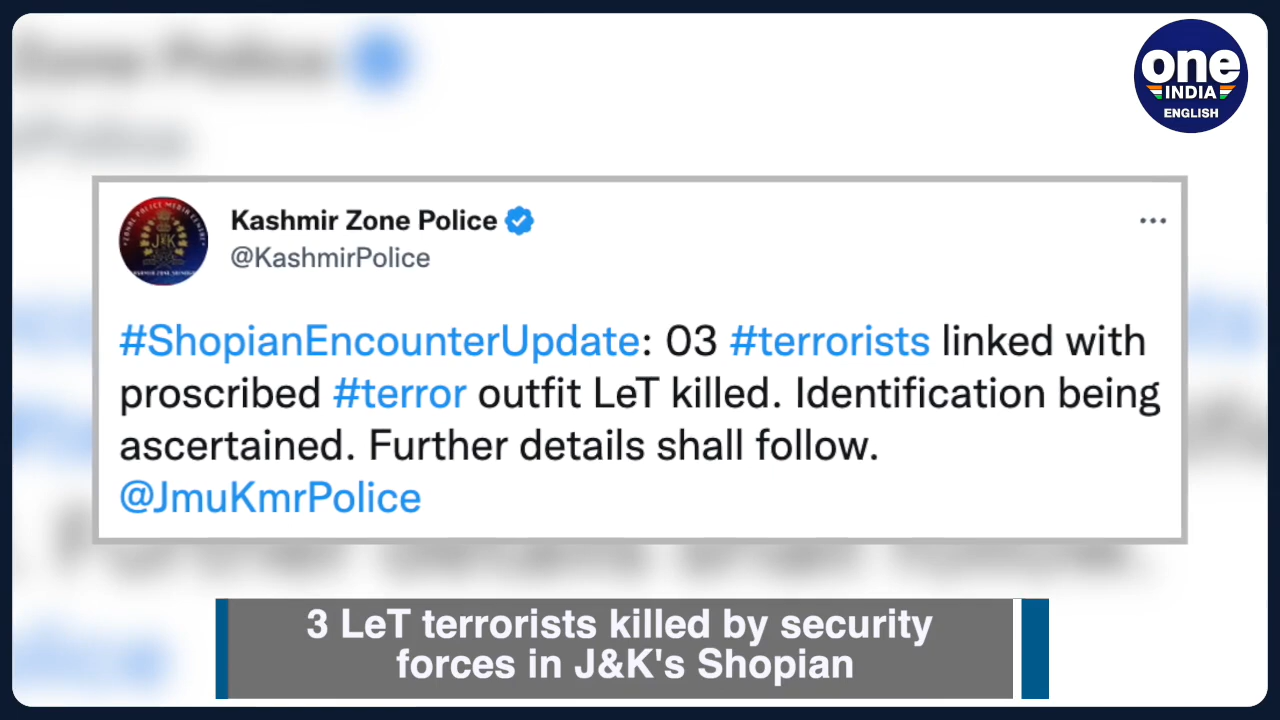 one
INDIA
ENGLISH
Kashmir Zone Police
@KashmirPolice
#ShopianEncounterUpdate: 03 #terrorists linked with
proscribed #terror outfit LeT killed. Identification being
ascertained. Further details shall follow.
@JmuKmrPolice
3 LeT terrorists killed by security
forces in J&K's Shopian